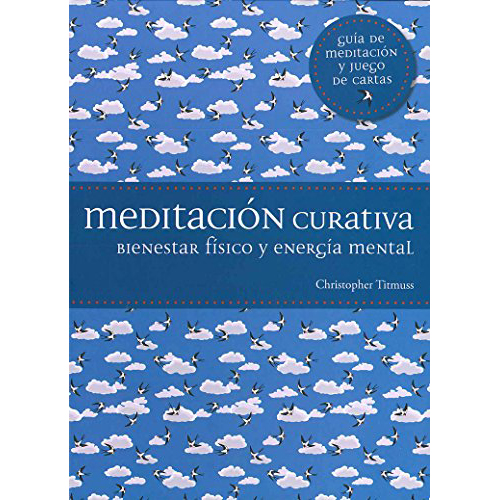 GUÍA DE
MEDITACIÓN
Y JUEGO
DE CARTAS
MEDITACIÓN CURATIVA
BIENESTAR FÍSICO Y ENERGÍA MENTAL
Christopher Titmuss